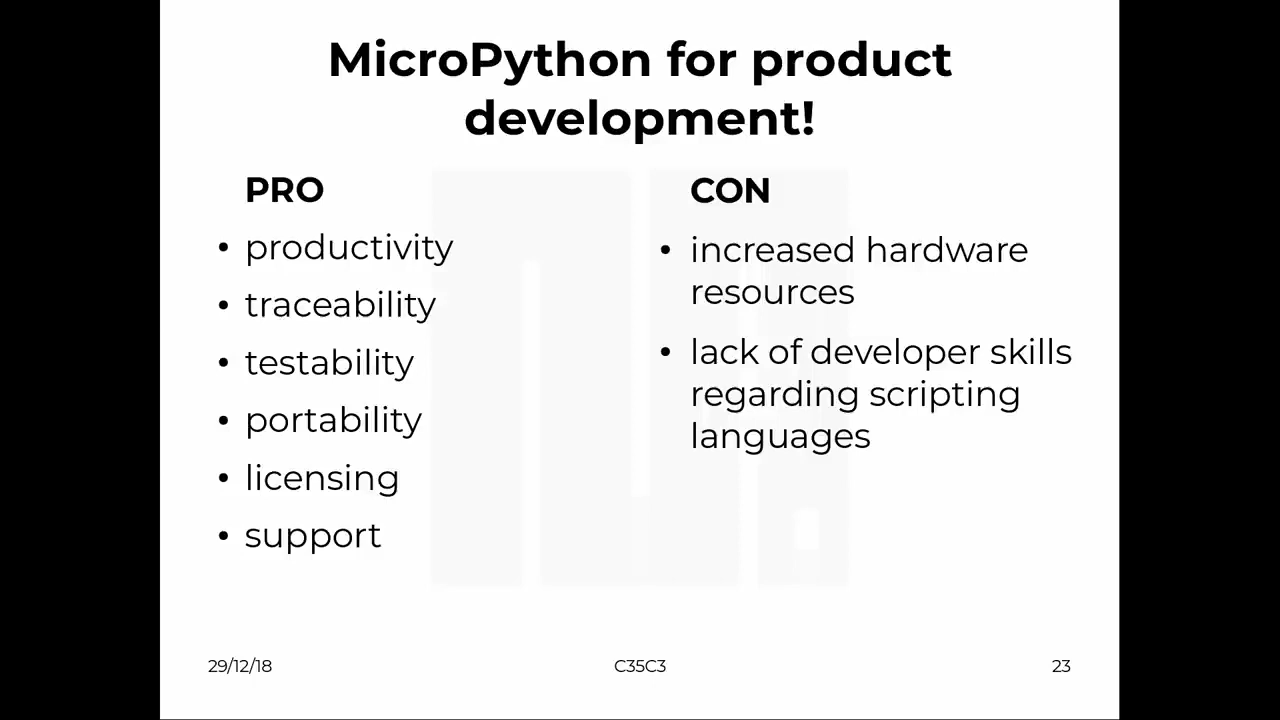 MicroPython for product
development!
PRO
• productivity
• traceability
• testability
• portability
• licensing
• support
CON
• increased hardware
resources
• lack of developer skills
regarding scripting
languages
29/12/18
C35C3
23